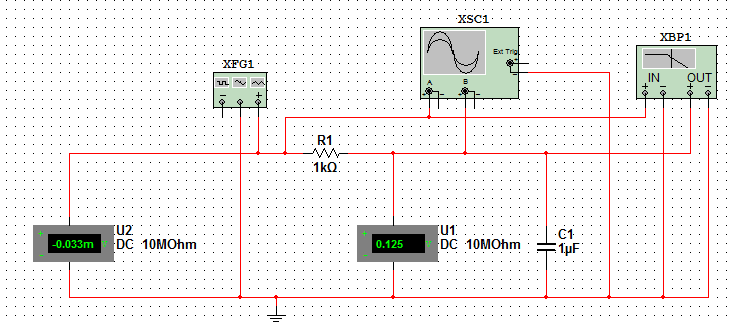 XSC1
XFG1
XBP1
Ext Trig
A
B
IN
OUT
R1
1kΩ
U2
-0.033m V
DC 10MOhm
U1
0.125 V
DC 10MOhm
C1
1µF